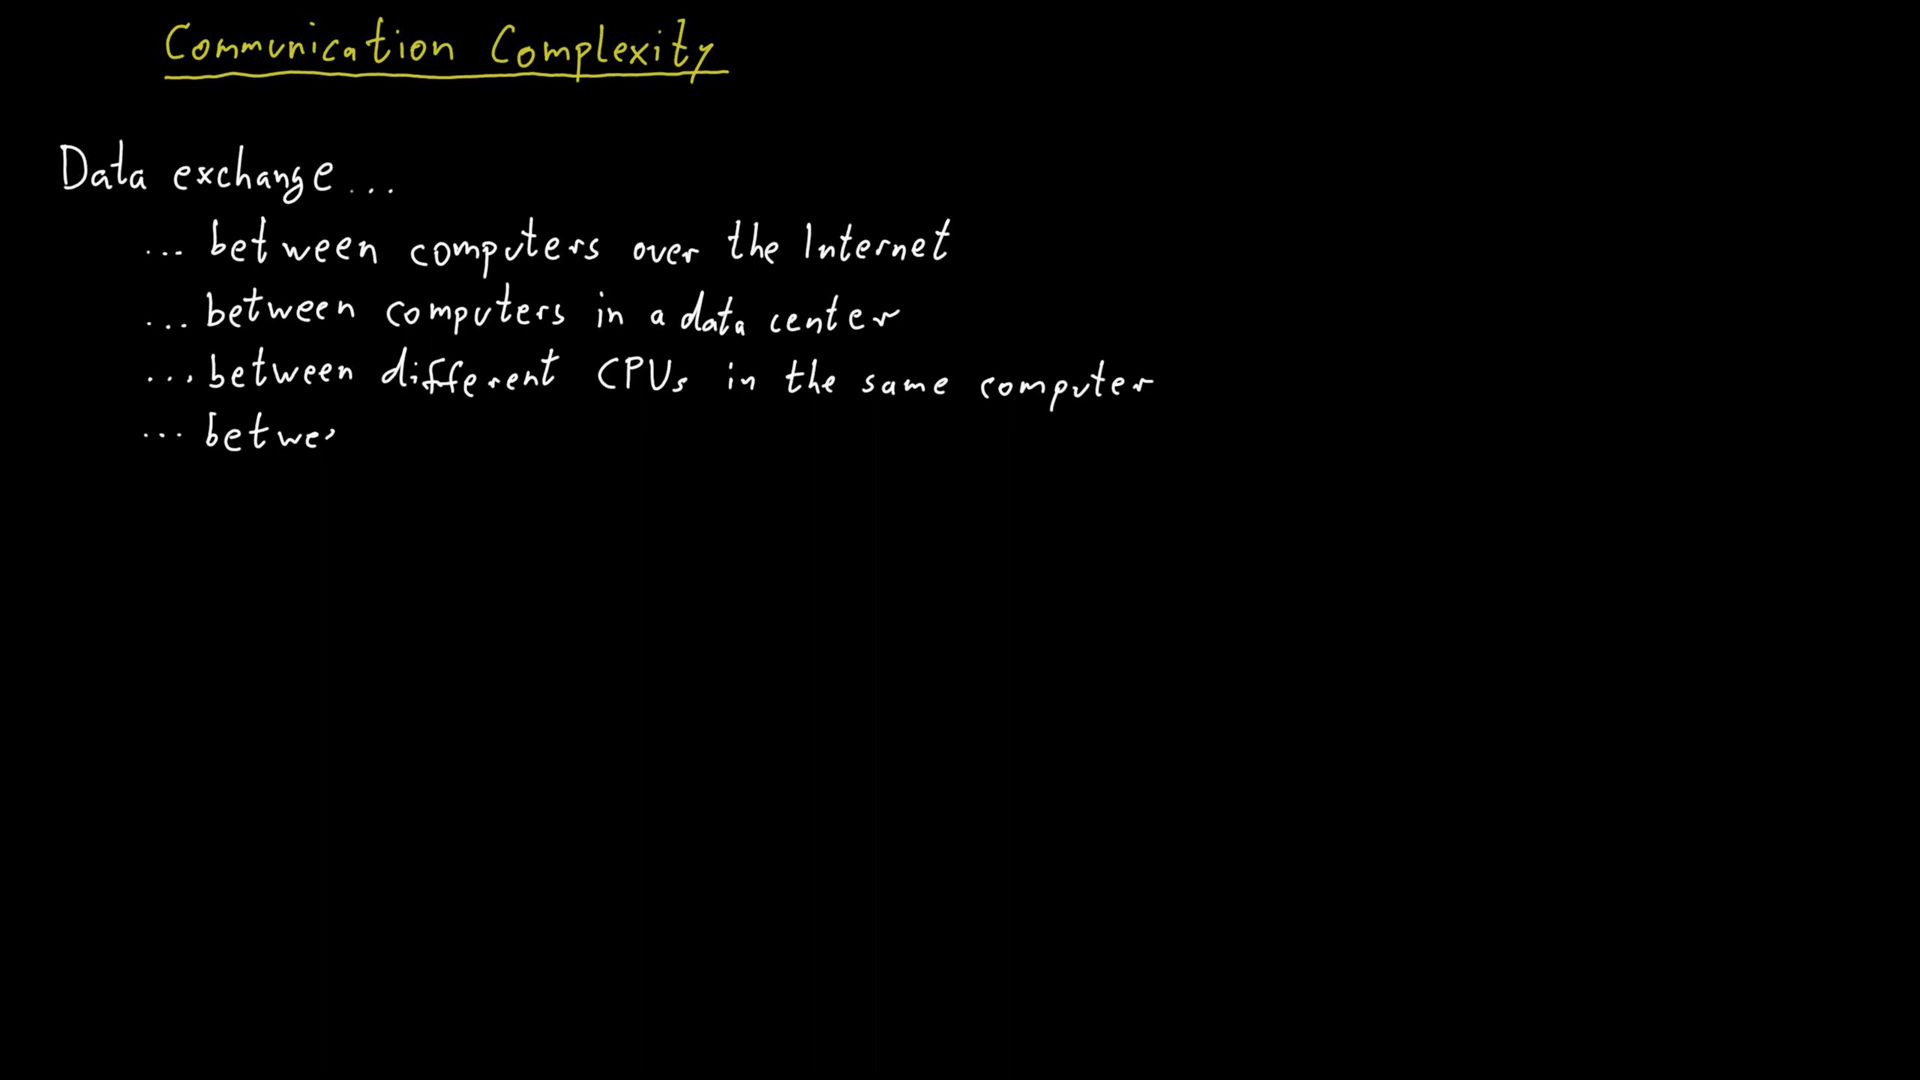 Communication Complexity
Data exchange...
... between computers over the Internet
... between computers in a data center
... between different CPUs in the same computer
... betwe